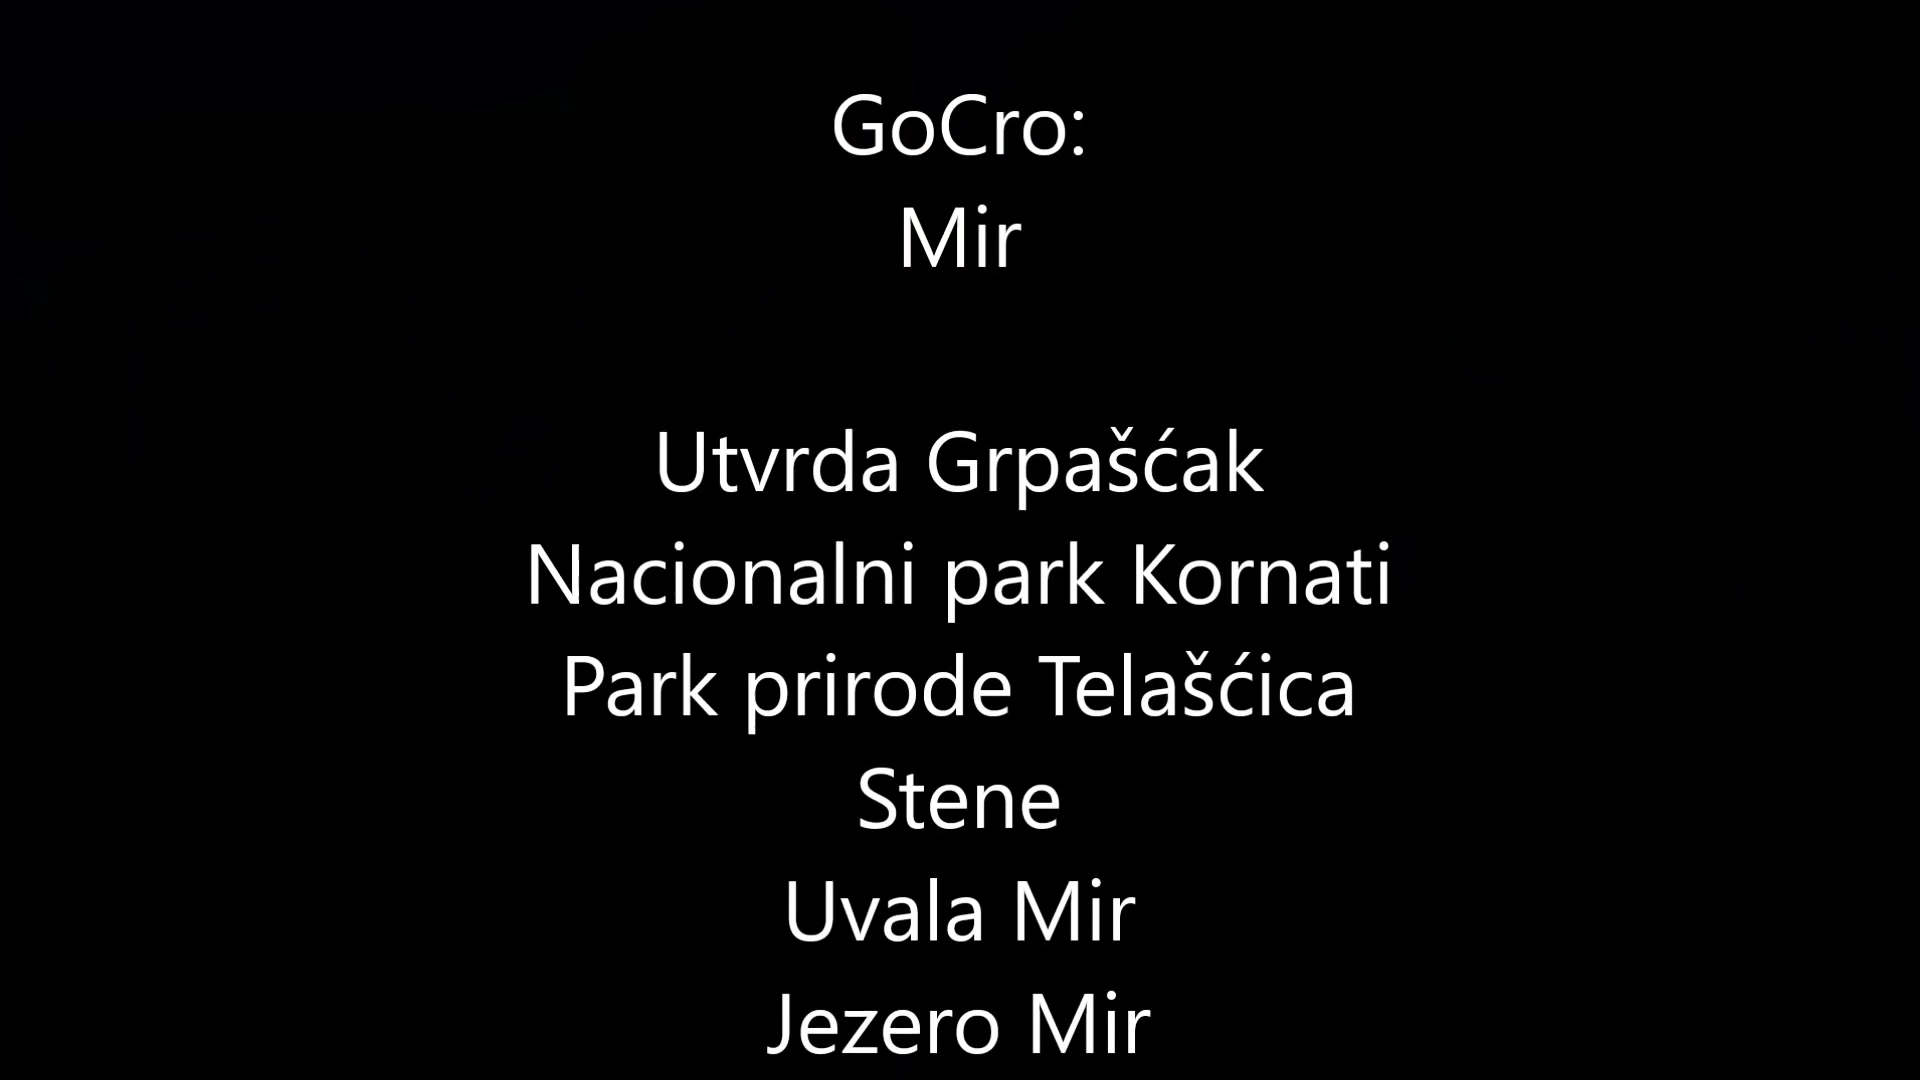 GoCro:
Mir
Utvrda Grpašćak
Nacionalni park Kornati
Park prirode Telašćica
Stene
Uvala Mir
Jezero Mir